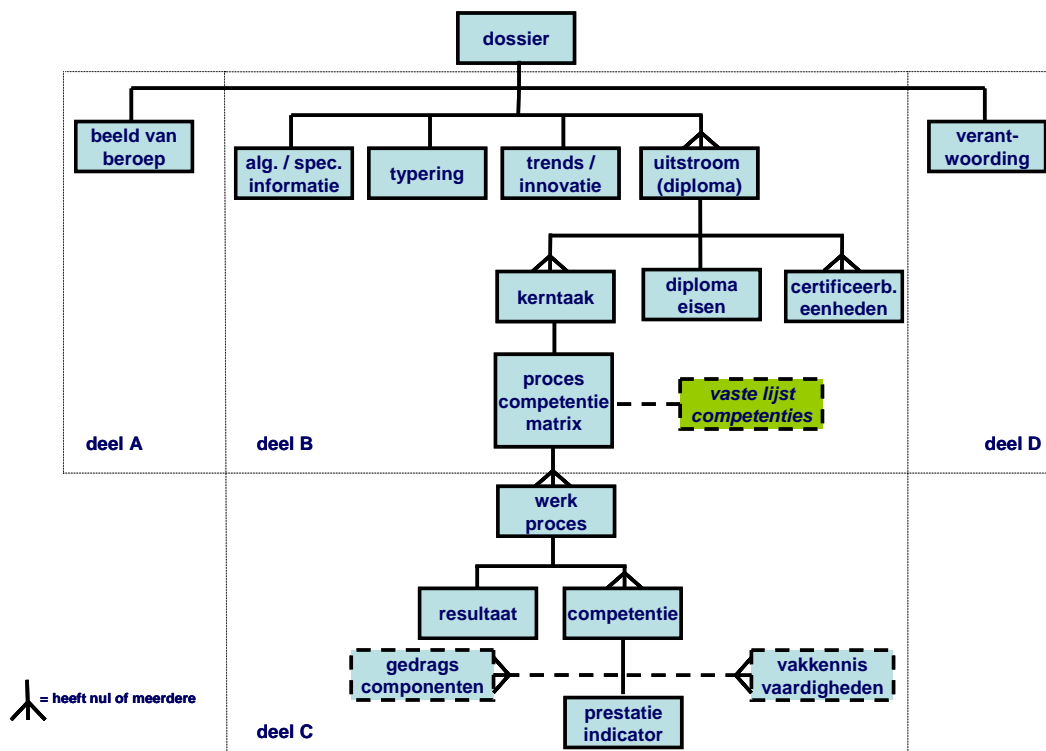 dossier
beeld van
beroep
alg. / spec.
informatie
typering
trends /
innovatie
uitstroom
(diploma)
verant-
woording
kerntaak
diploma
eisen
certificeerb.
eenheden
proces
competentie
matrix
vaste lijst
competenties
deel A
deel B
deel D
werk
proces
resultaat
competentie
gedrags
componenten
vakkennis
vaardigheden
= heeft nul of meerdere
prestatie
indicator
deel C